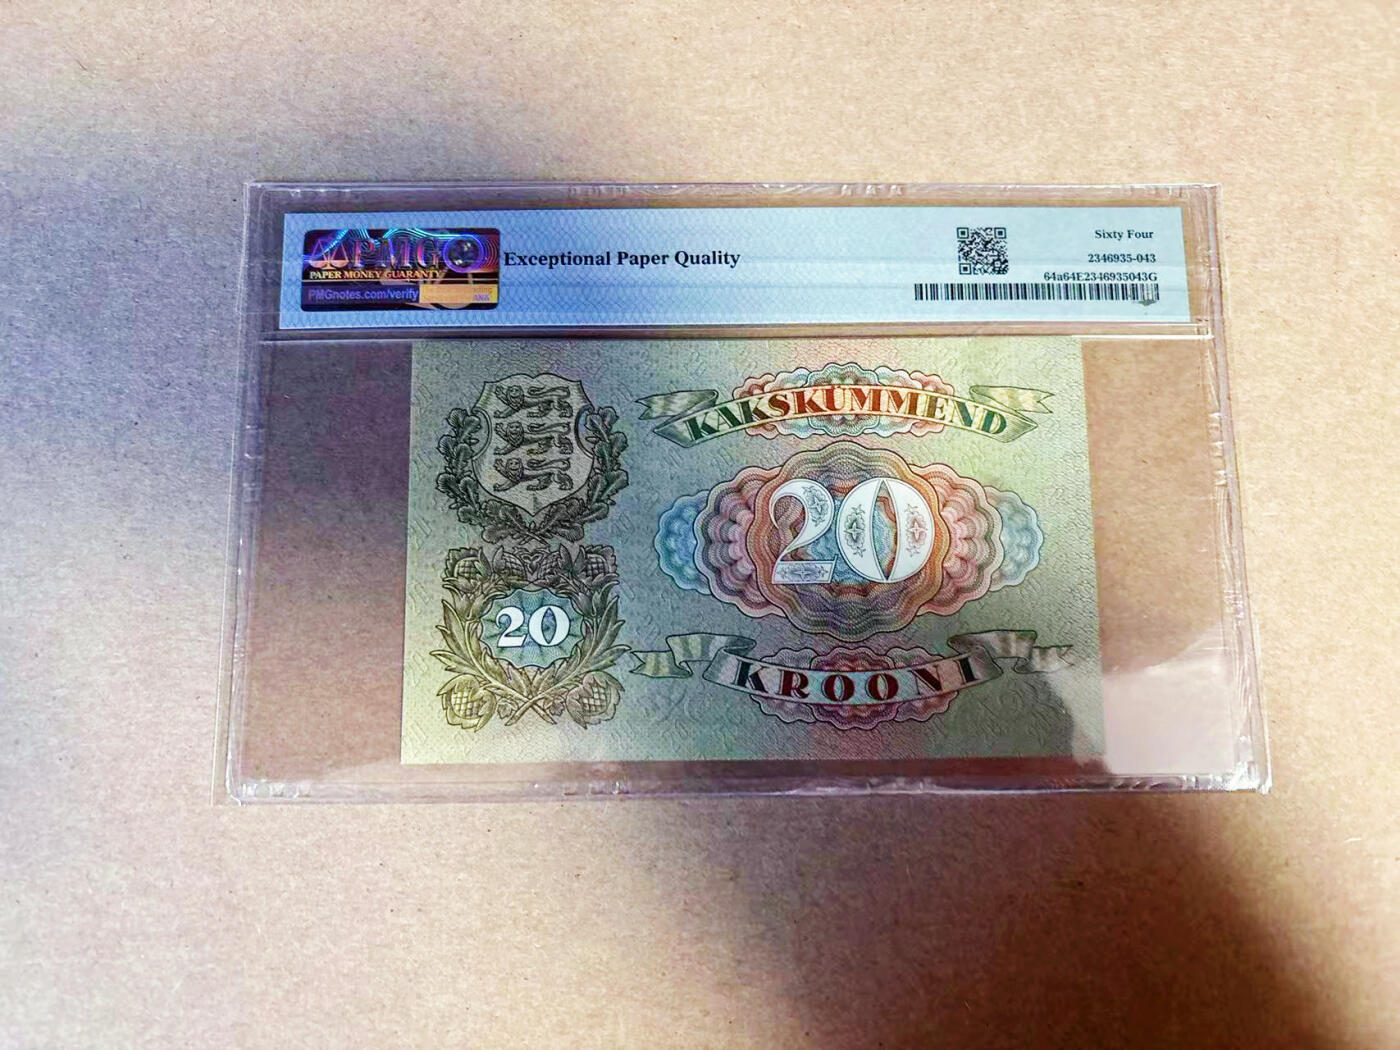 PMG
PAPER MONEY GUARANTY
PMGnotes.com/verify
ANA
Exceptional Paper Quality
Sixty Four
2346935-043
64a64E2346935043G
KAKSKÜMMEND
20
20
KROONI